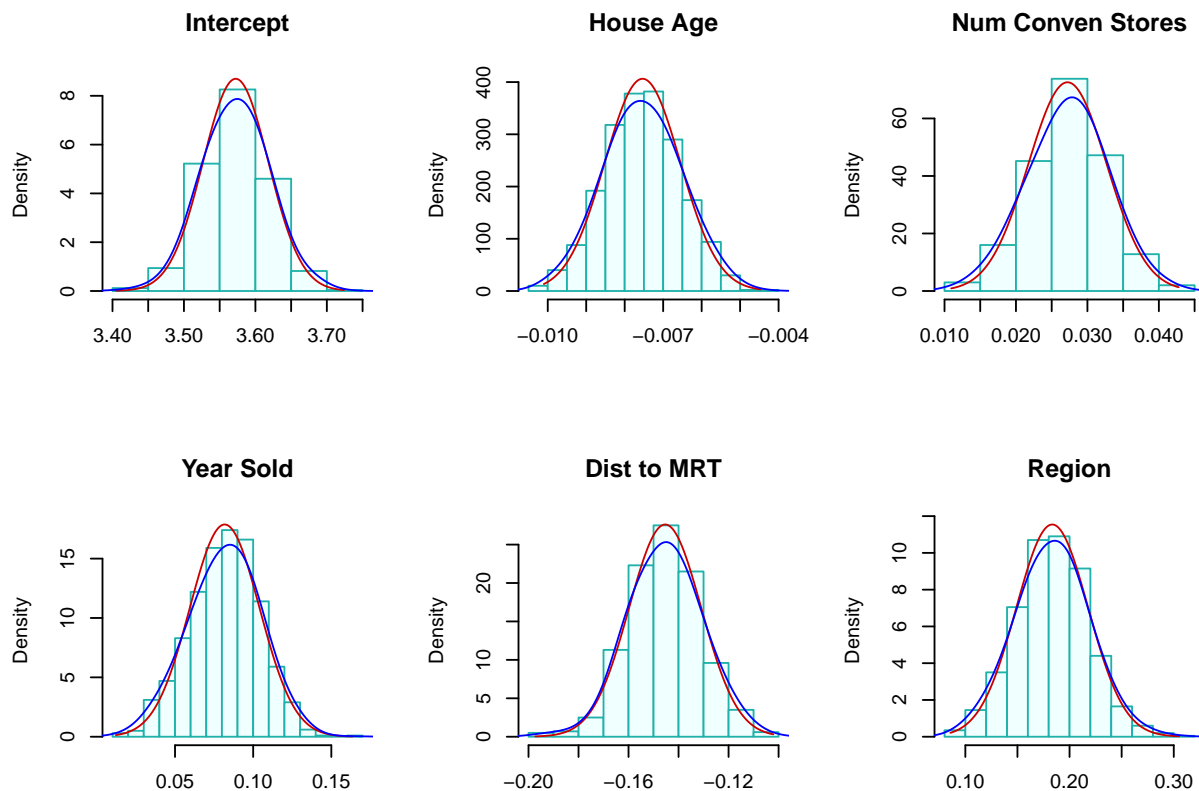 Intercept
Density
0 2 4 6 8
3.40 3.50 3.60 3.70
House Age
Density
0 100 200 300 400
−0.010 −0.007 −0.004
Num Conven Stores
Density
0 20 40 60
0.010 0.020 0.030 0.040
Year Sold
Density
0 5 10 15
0.05 0.10 0.15
Dist to MRT
Density
0 5 10 20
−0.20 −0.16 −0.12
Region
Density
0 2 4 6 8 10
0.10 0.20 0.30